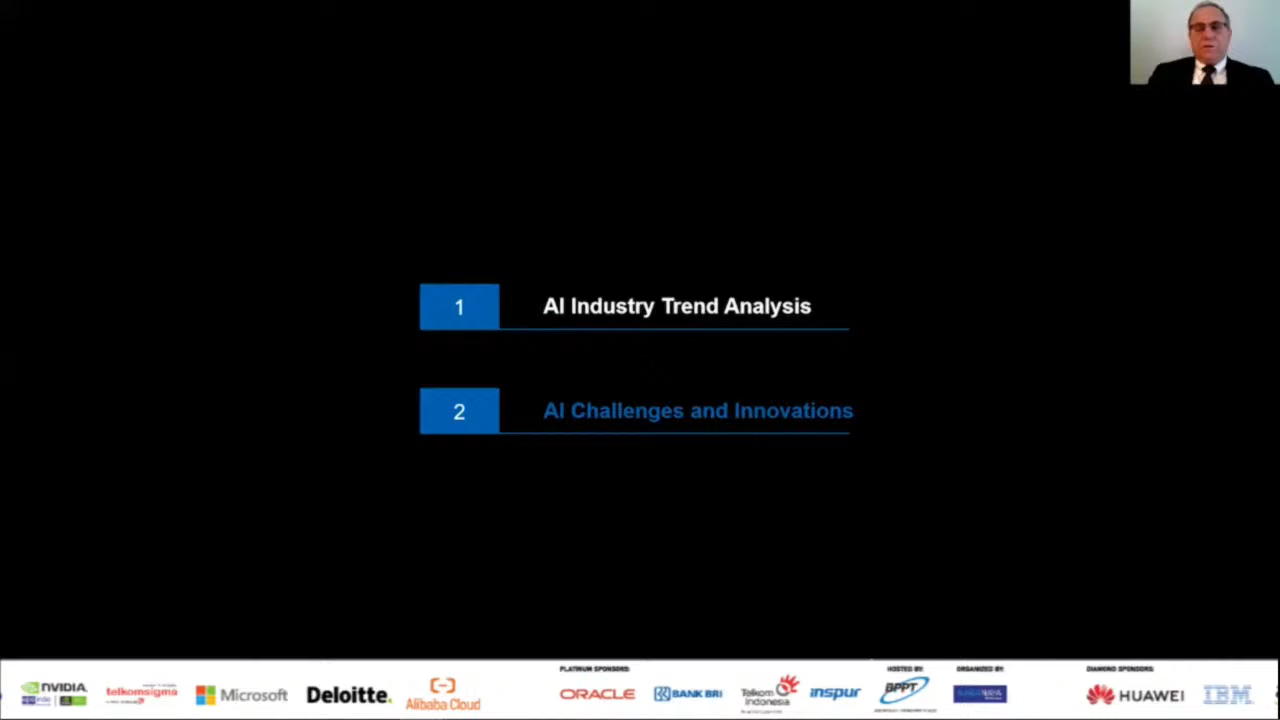 1
AI Industry Trend Analysis
2
AI Challenges and Innovations
PLATINUM SPONSORS:
HOSTED BY:
ORGANIZED BY:
DIAMOND SPONSORS:
NVIDIA.
telkomsigma
Microsoft
Deloitte.
Alibaba Cloud
ORACLE
BANK BRI
Telkom
Indonesia
inspur
BPPT
HUAWEI
IBM